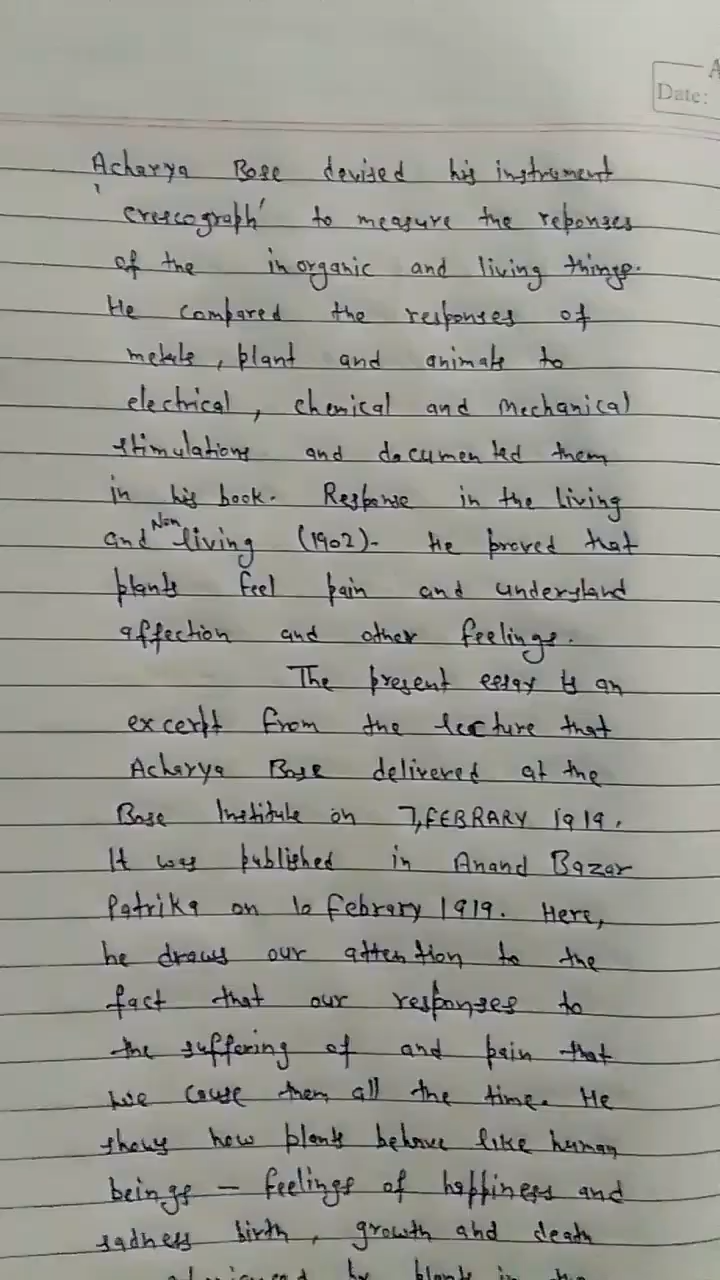 A
Date:
Acharya Bose devised his instrument
'crescograph' to measure the reponses
of the inorganic and living things.
He compared the responses of
metals, plant and animals to
electrical, chemical and mechanical
stimulations and documented them
in his book. Response in the living
and Non living (1902). He proved that
plants feel pain and understand
affection and other feelings.
The present essay is an
excerpt from the lecture that
Acharya Bose delivered at the
Bose Institute on 7,FEBRARY 1919.
It was published in Anand Bazar
Patrika on 10 Febrary 1919. Here,
he draws our attention to the
fact that our responses to
the suffering of and pain that
we cause them all the time. He
shows how plants behave like human
beings - feelings of happiness and
sadness birth, growth and death
by plants in the